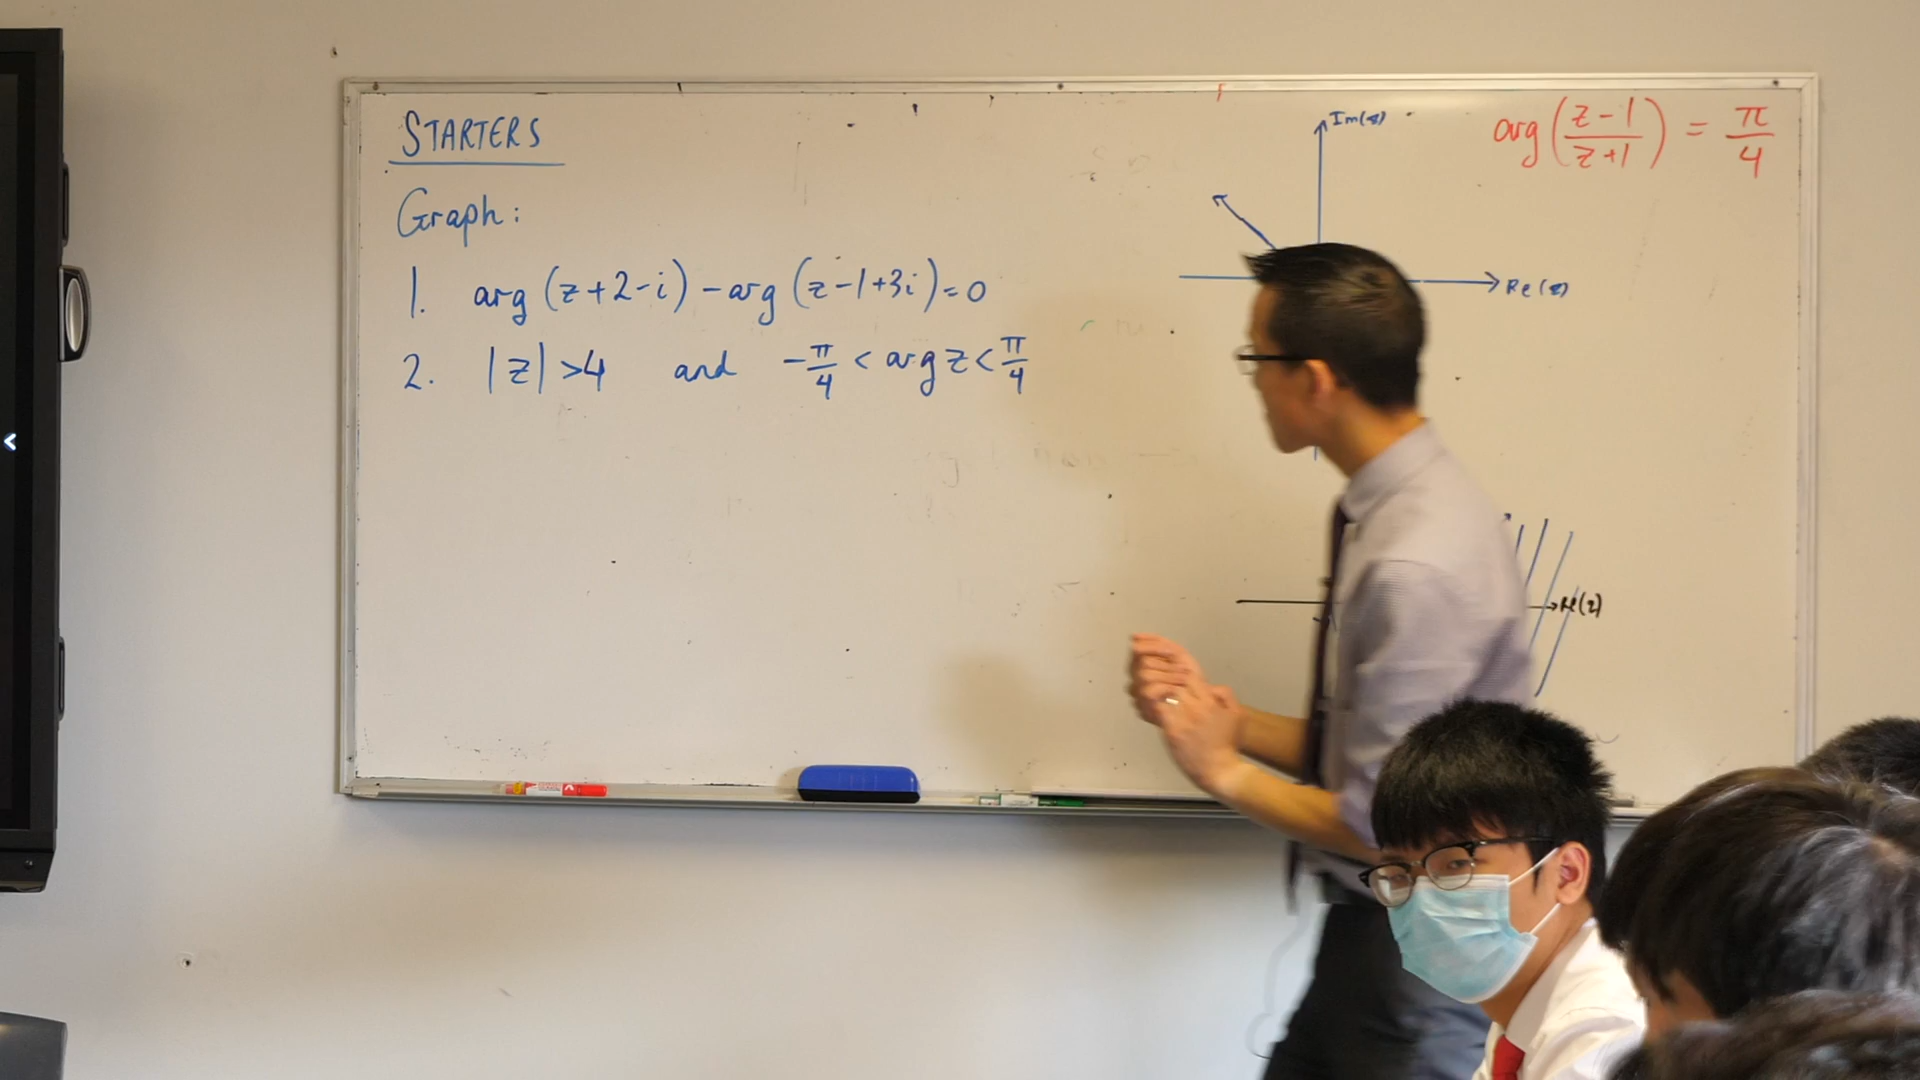 STARTERS
Graph:
1. arg (z+2-i) - arg (z-1+3i) = 0
2. |z| > 4 and -π/4 < arg z < π/4
Im(z)
Re(z)
arg((z-1)/(z+1)) = π/4
Re(z)